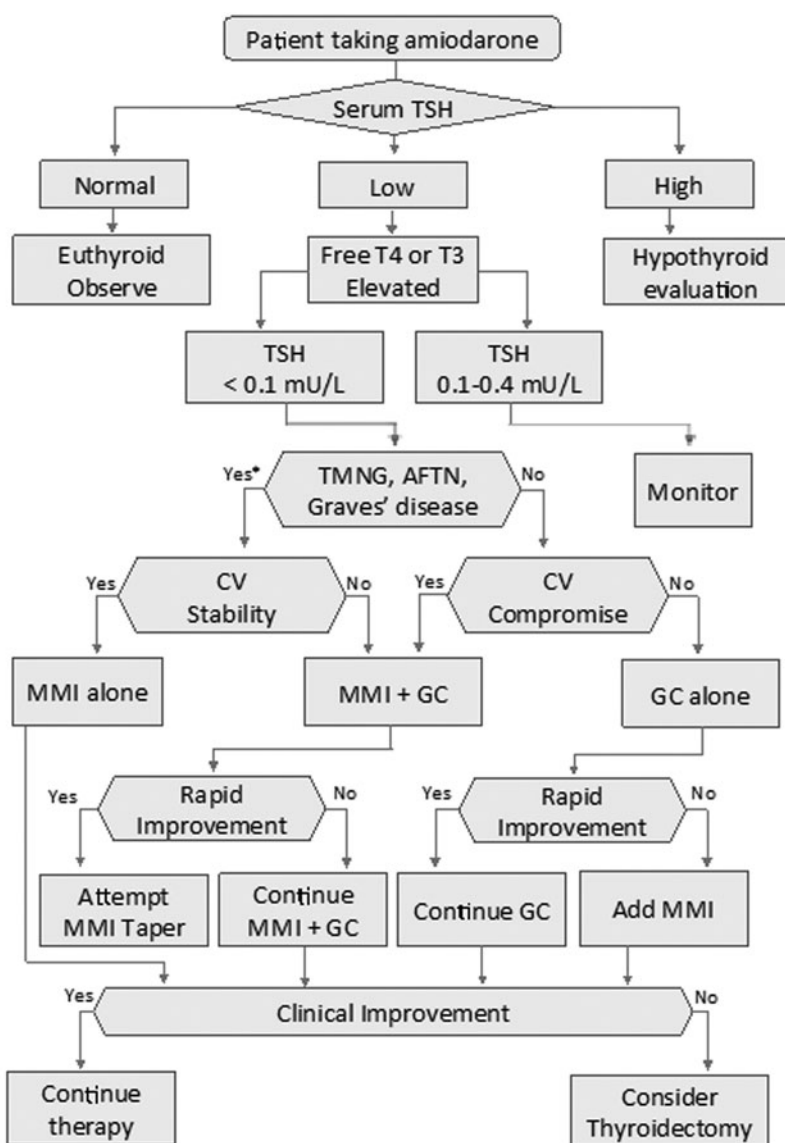 Patient taking amiodarone
Serum TSH
Normal
Low
High
Euthyroid
Observe
Free T4 or T3
Elevated
Hypothyroid
evaluation
TSH
< 0.1 mU/L
TSH
0.1-0.4 mU/L
Yes*
TMNG, AFTN,
Graves' disease
No
Monitor
Yes
CV
Stability
No
Yes
CV
Compromise
No
MMI alone
MMI + GC
GC alone
Yes
Rapid
Improvement
No
Yes
Rapid
Improvement
No
Attempt
MMI Taper
Continue
MMI + GC
Continue GC
Add MMI
Yes
Clinical Improvement
No
Continue
therapy
Consider
Thyroidectomy